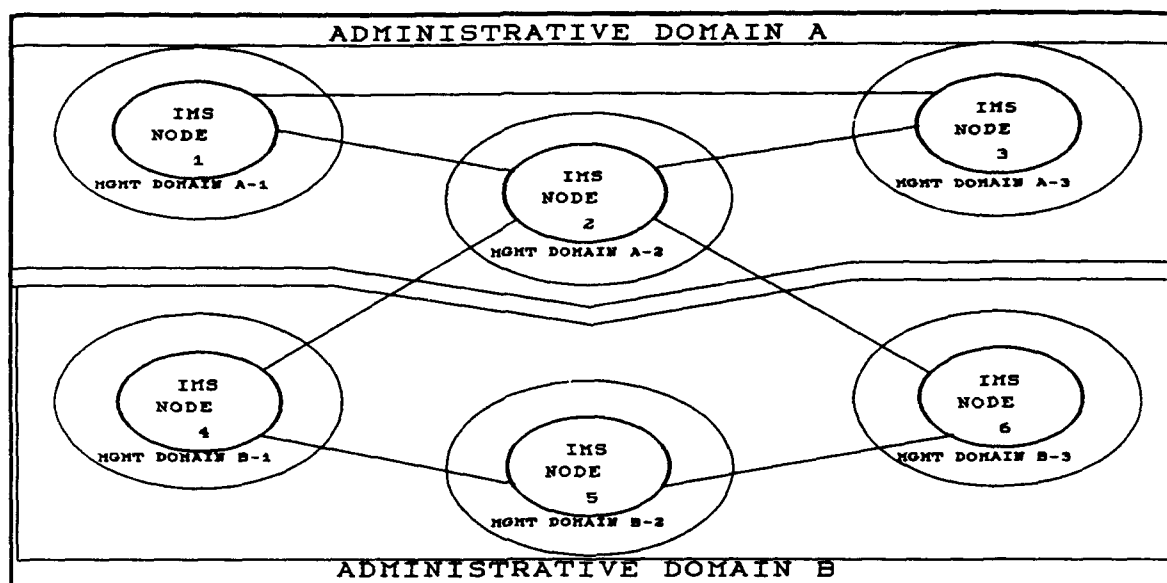 ADMINISTRATIVE DOMAIN A
IMS
NODE
1
MGMT DOMAIN A-1
IMS
NODE
2
MGMT DOMAIN A-2
IMS
NODE
3
MGMT DOMAIN A-3
IMS
NODE
4
MGMT DOMAIN B-1
IMS
NODE
5
MGMT DOMAIN B-2
IMS
NODE
6
MGMT DOMAIN B-3
ADMINISTRATIVE DOMAIN B